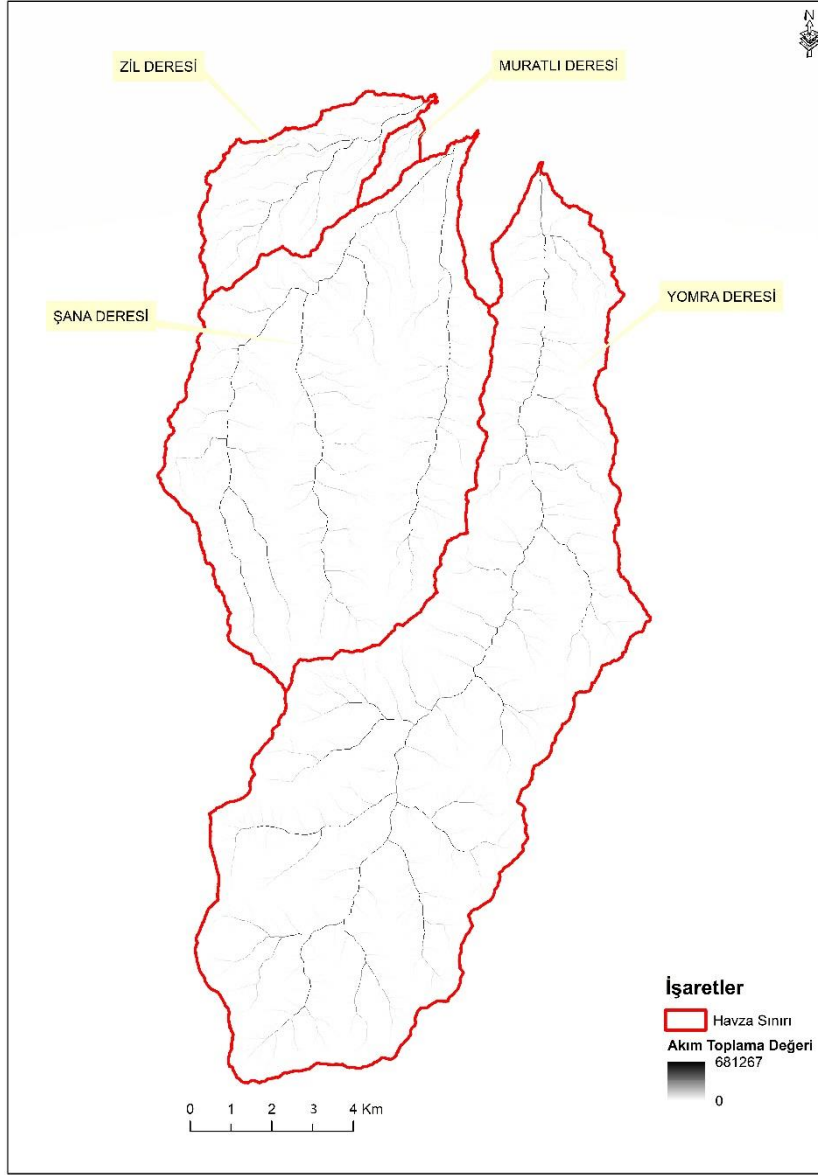 N
ZİL DERESİ
MURATLI DERESİ
ŞANA DERESİ
YOMRA DERESİ
İşaretler
Havza Sınırı
Akım Toplama Değeri
681267
0
0 1 2 3 4 Km